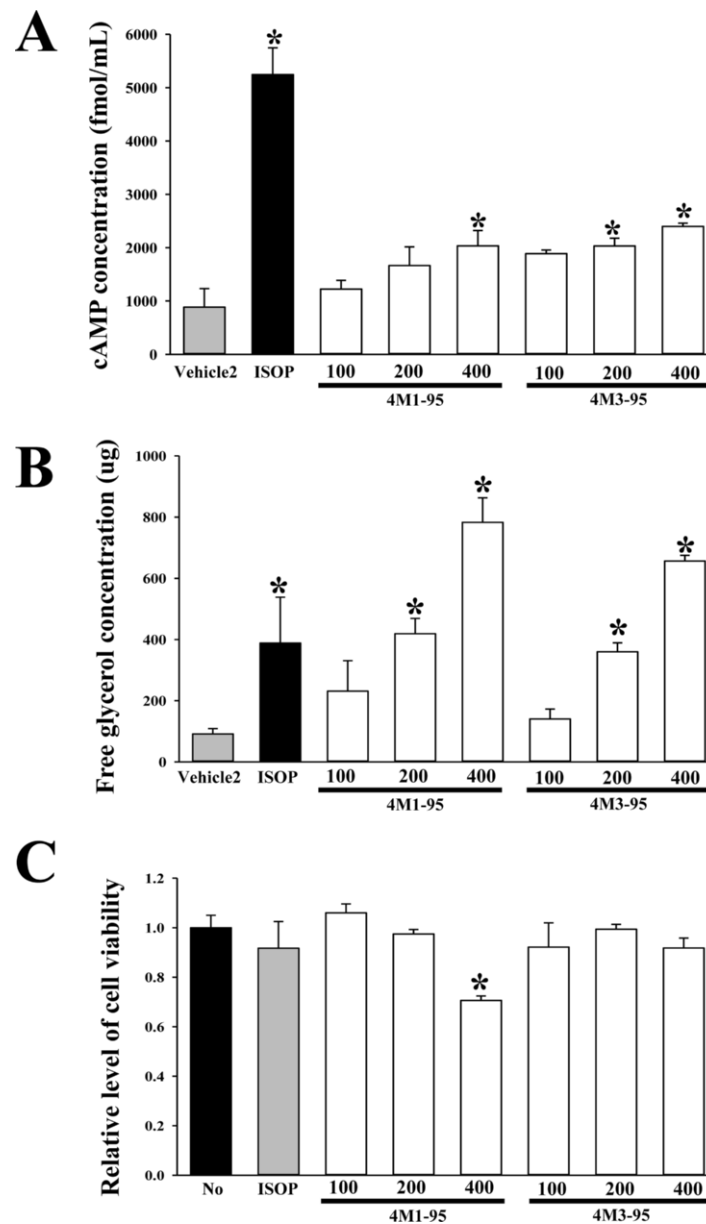 A
cAMP concentration (fmol/mL)
6000
5000
4000
3000
2000
1000
0
*
*
*
*
Vehicle2 ISOP 100 200 400 100 200 400
4M1-95 4M3-95
B
Free glycerol concentration (ug)
1000
800
600
400
200
0
*
*
*
*
*
Vehicle2 ISOP 100 200 400 100 200 400
4M1-95 4M3-95
C
Relative level of cell viability
1.2
1.0
0.8
0.6
0.4
0.2
0.0
*
No ISOP 100 200 400 100 200 400
4M1-95 4M3-95